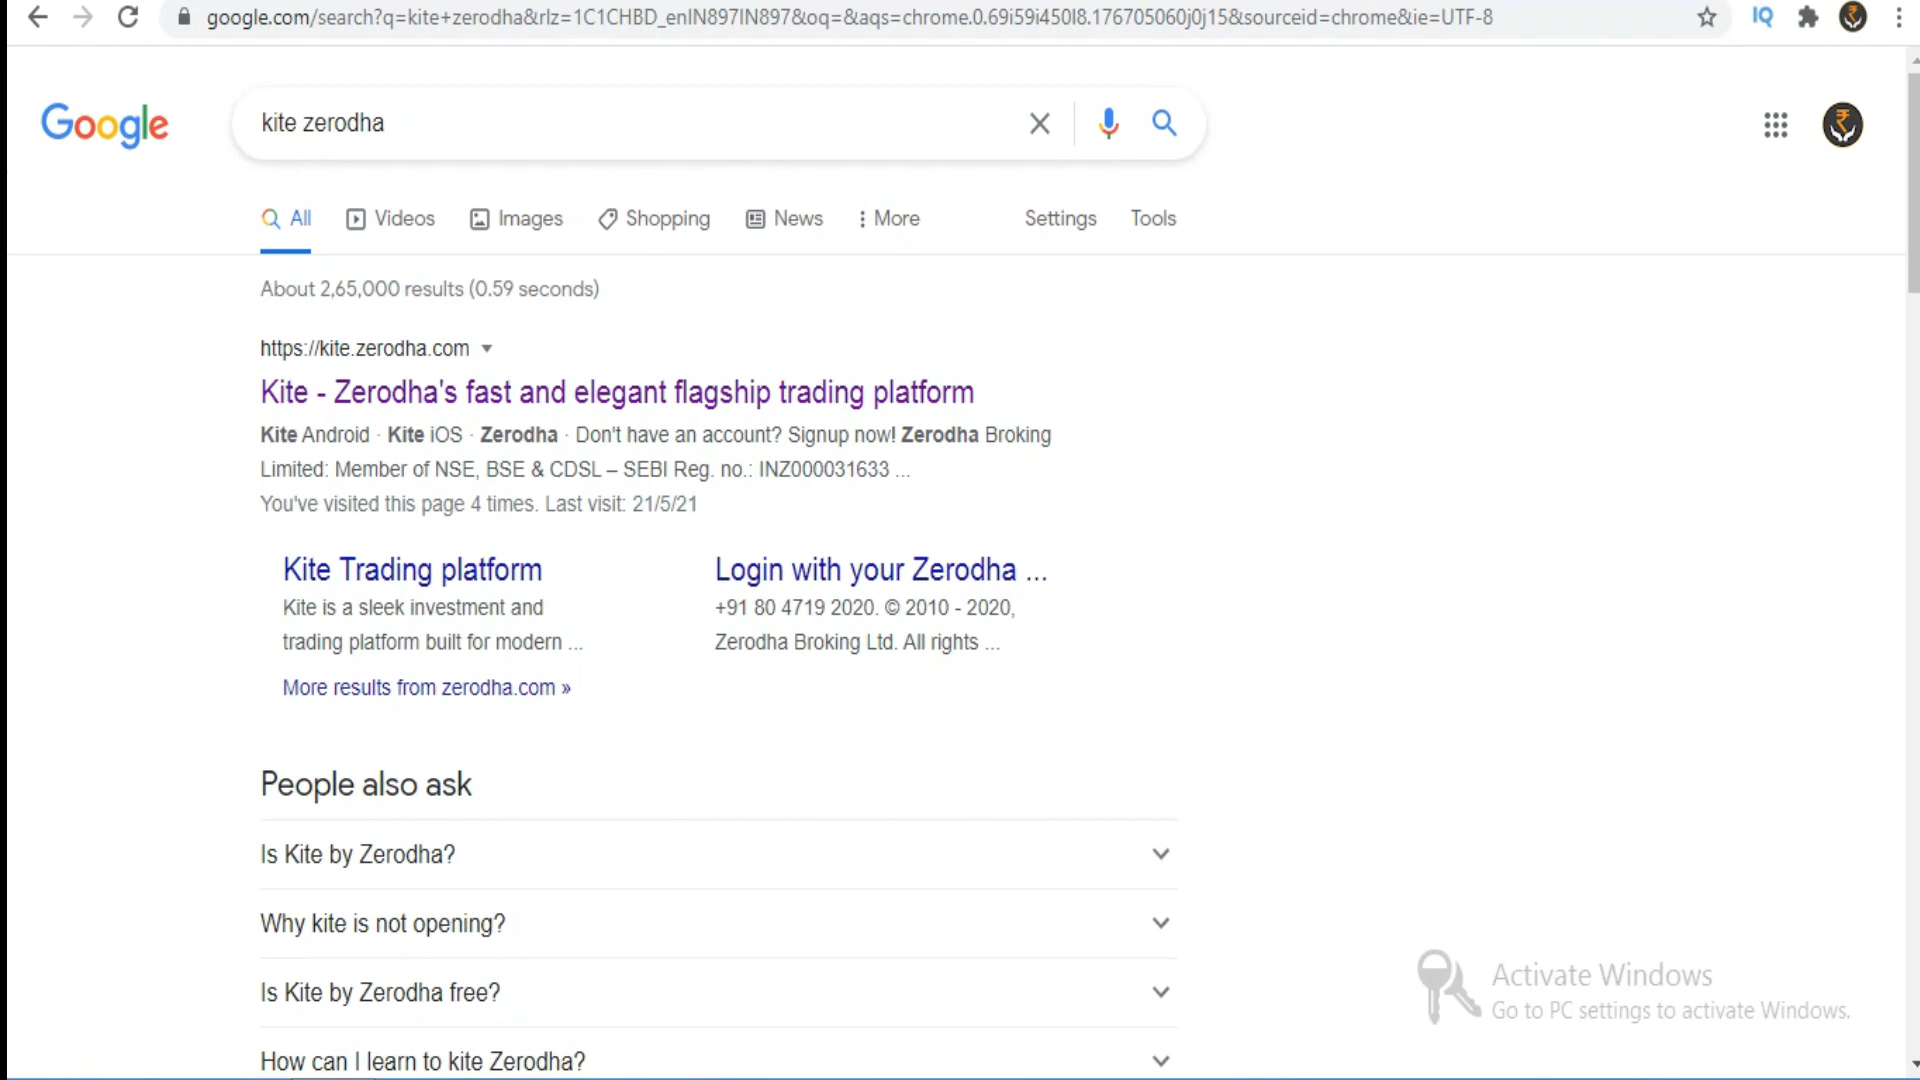 google.com/search?q=kite+zerodha&rlz=1C1CHBD_enIN897IN897&oq=&aqs=chrome.0.69i59i450l8.176705060j0j15&sourceid=chrome&ie=UTF-8
IQ
Google
kite zerodha
All Videos Images Shopping News More Settings Tools
About 2,65,000 results (0.59 seconds)
https://kite.zerodha.com
Kite - Zerodha's fast and elegant flagship trading platform
Kite Android · Kite iOS · Zerodha · Don't have an account? Signup now! Zerodha Broking
Limited: Member of NSE, BSE & CDSL – SEBI Reg. no.: INZ000031633 ...
You've visited this page 4 times. Last visit: 21/5/21
Kite Trading platform
Kite is a sleek investment and
trading platform built for modern ...
Login with your Zerodha ...
+91 80 4719 2020. © 2010 - 2020,
Zerodha Broking Ltd. All rights ...
More results from zerodha.com »
People also ask
Is Kite by Zerodha?
Why kite is not opening?
Is Kite by Zerodha free?
How can I learn to kite Zerodha?
Activate Windows
Go to PC settings to activate Windows.